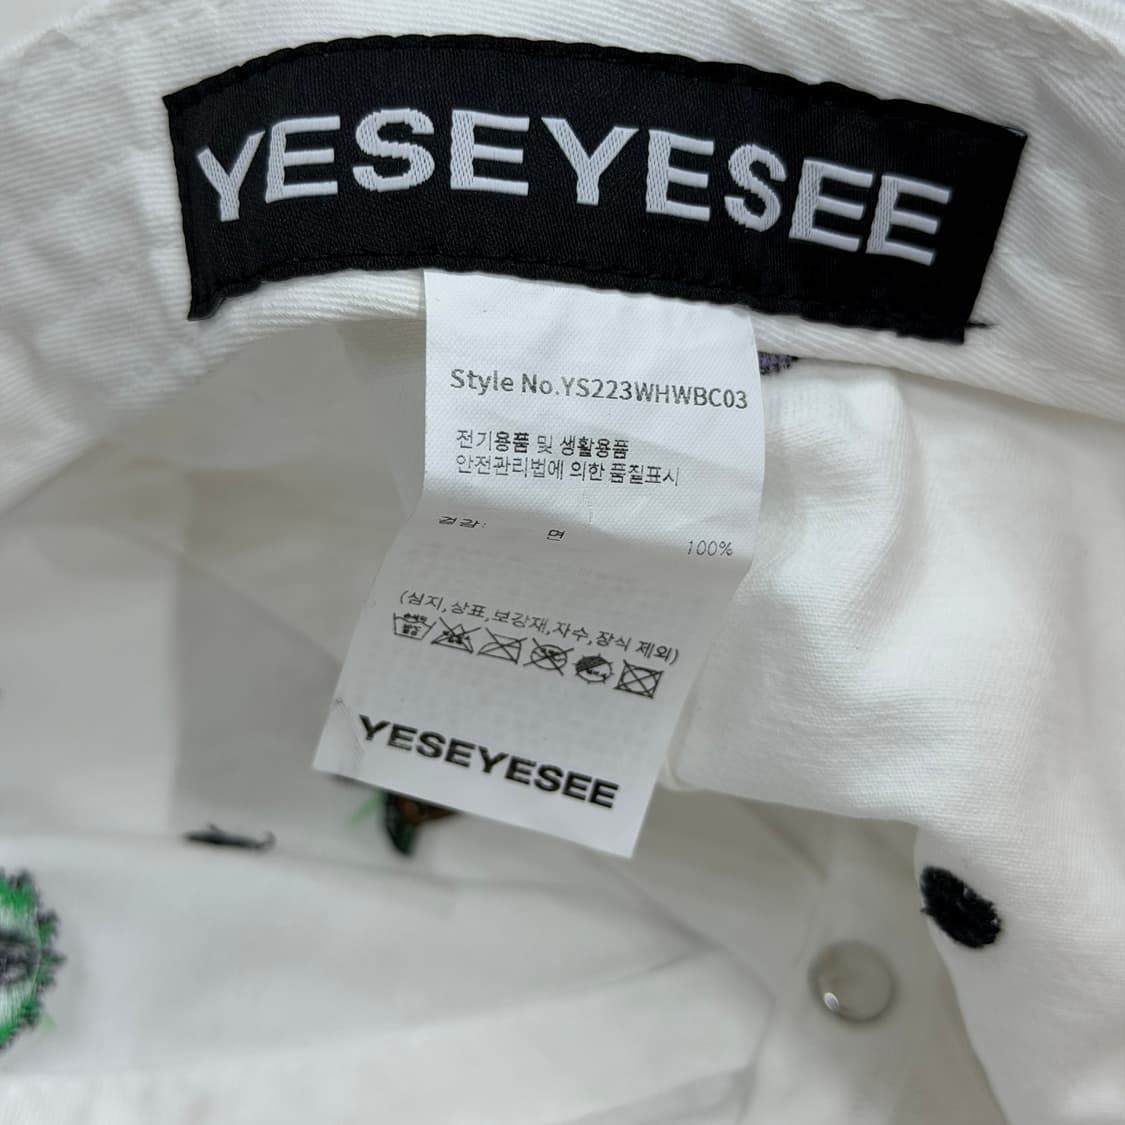 YESEYESEE
Style No.YS223WHWBC03
전기용품 및 생활용품
안전관리법에 의한 품질표시
겉감: 면 100%
(심지,상표,보강재,자수,장식 제외)
YESEYESEE